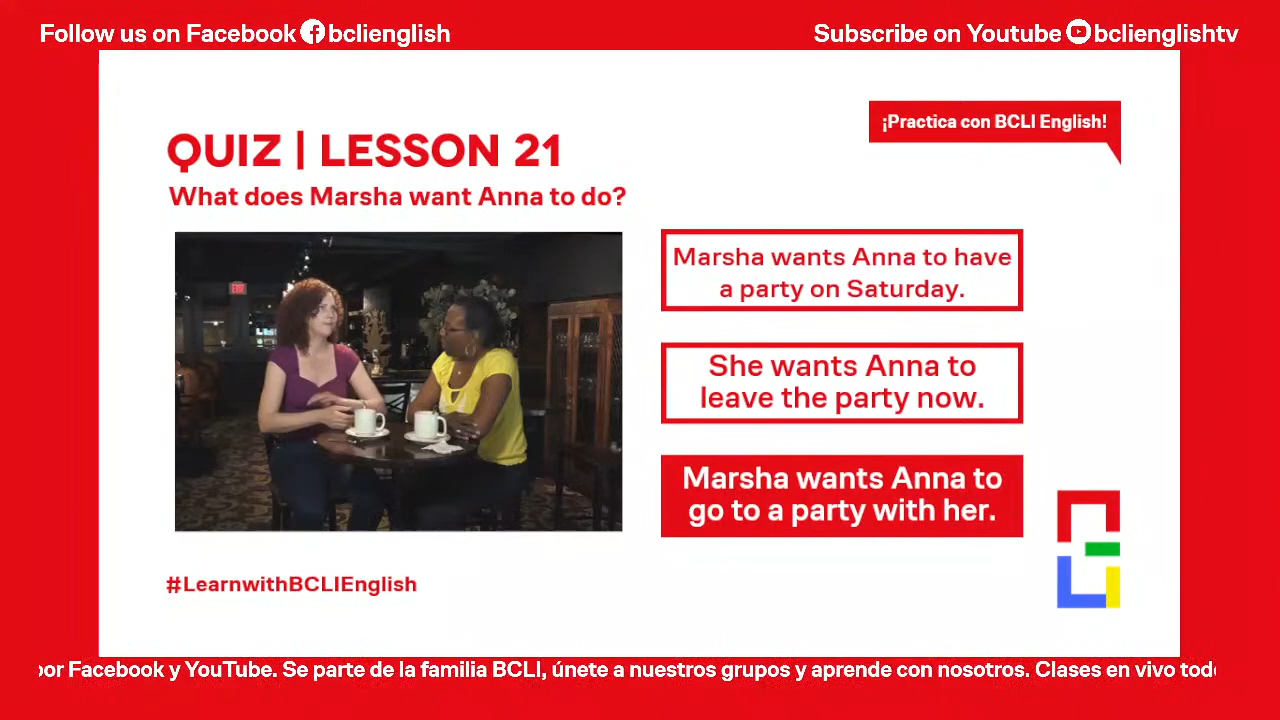 Follow us on Facebook bclienglish
Subscribe on Youtube bclienglishtv
¡Practica con BCLI English!
QUIZ | LESSON 21
What does Marsha want Anna to do?
EXIT
Marsha wants Anna to have
a party on Saturday.
She wants Anna to
leave the party now.
Marsha wants Anna to
go to a party with her.
#LearnwithBCLIEnglish
por Facebook y YouTube. Se parte de la familia BCLI, únete a nuestros grupos y aprende con nosotros. Clases en vivo